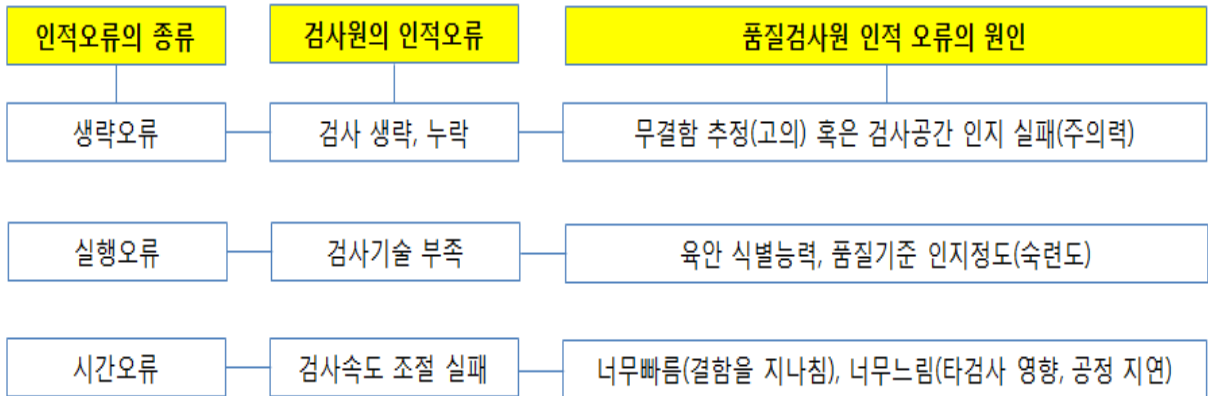 인적오류의 종류
검사원의 인적오류
품질검사원 인적 오류의 원인
생략오류
검사 생략, 누락
무결함 추정(고의) 혹은 검사공간 인지 실패(주의력)
실행오류
검사기술 부족
육안 식별능력, 품질기준 인지정도(숙련도)
시간오류
검사속도 조절 실패
너무빠름(결함을 지나침), 너무느림(타검사 영향, 공정 지연)